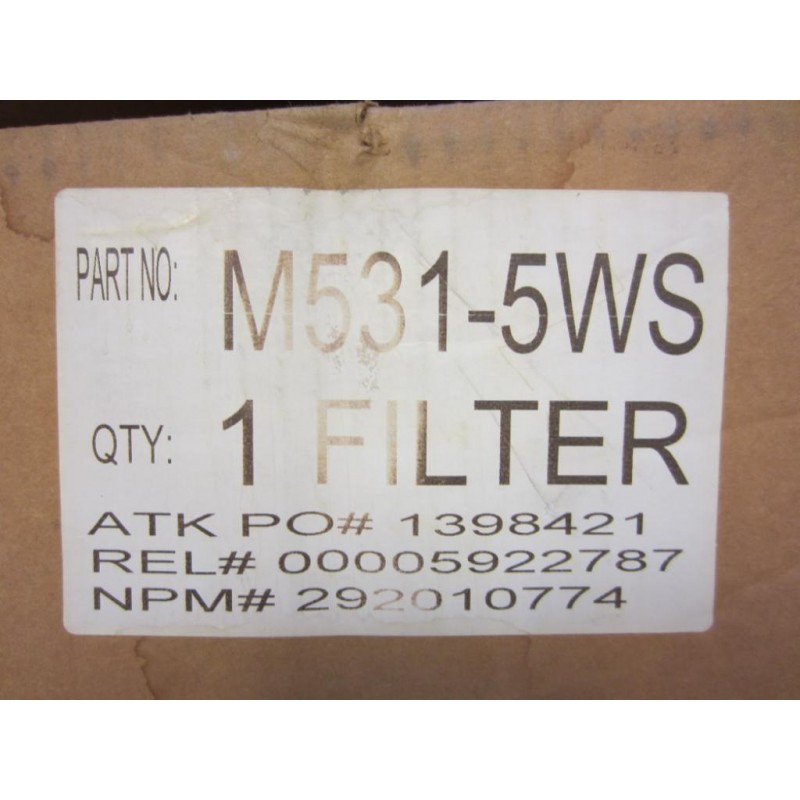 PART NO: M531-5WS
QTY: 1 FILTER
ATK PO# 1398421
REL# 00005922787
NPM# 292010774